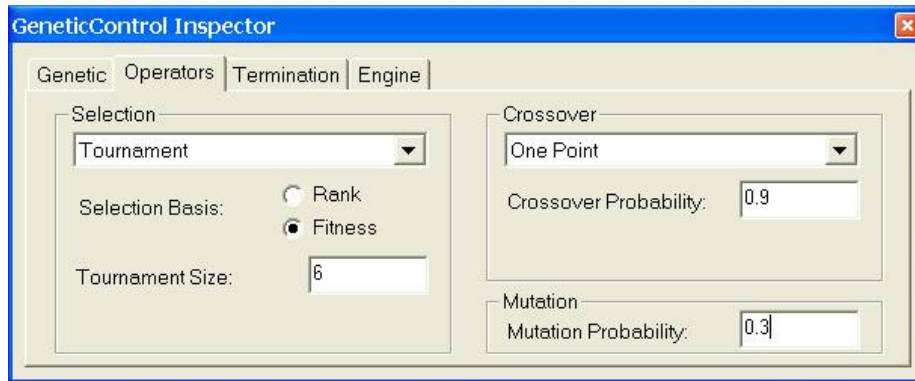 GeneticControl Inspector
Genetic Operators Termination Engine
Selection
Tournament
Selection Basis:
Rank
Fitness
Tournament Size:
6
Crossover
One Point
Crossover Probability:
0.9
Mutation
Mutation Probability:
0.3